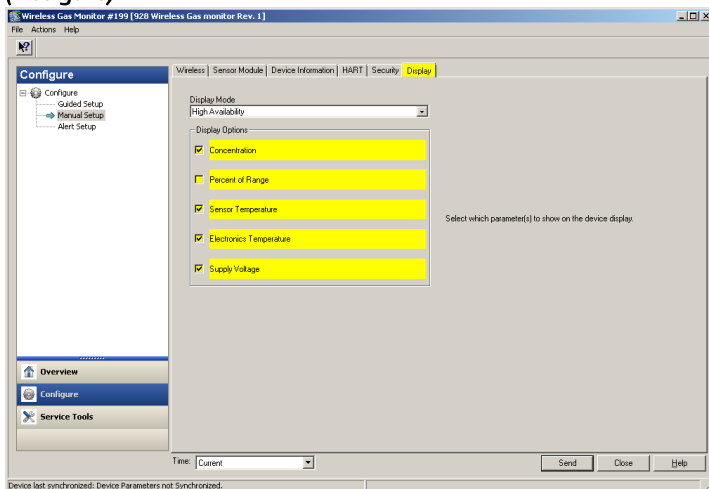 Wireless Gas Monitor #199 [928 Wireless Gas monitor Rev. 1]
File Actions Help
Configure
Configure
Guided Setup
Manual Setup
Alert Setup
Overview
Configure
Service Tools
Wireless Sensor Module Device Information HART Security Display
Display Mode
High Availability
Display Options
Concentration
Percent of Range
Sensor Temperature
Electronics Temperature
Supply Voltage
Select which parameter(s) to show on the device display.
Time: Current
Send Close Help
Device last synchronized: Device Parameters not Synchronized.